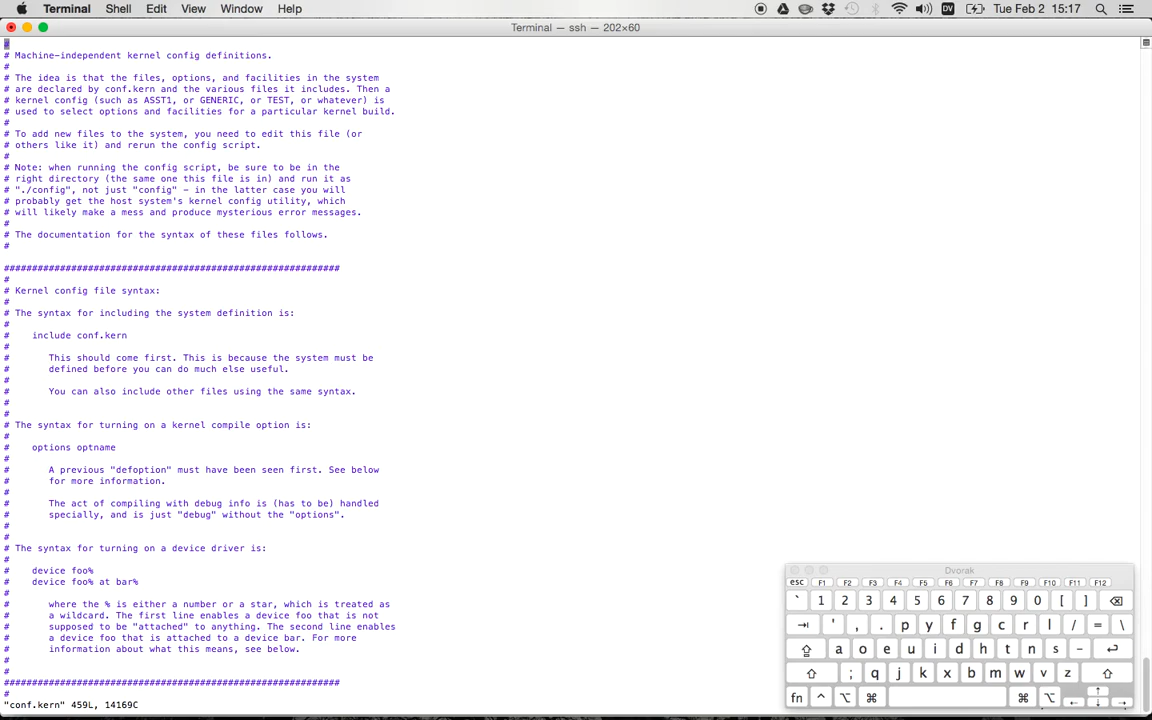 Terminal Shell Edit View Window Help DV Tue Feb 2 15:17
Terminal — ssh — 202×60
#
# Machine-independent kernel config definitions.
#
# The idea is that the files, options, and facilities in the system
# are declared by conf.kern and the various files it includes. Then a
# kernel config (such as ASST1, or GENERIC, or TEST, or whatever) is
# used to select options and facilities for a particular kernel build.
#
# To add new files to the system, you need to edit this file (or
# others like it) and rerun the config script.
#
# Note: when running the config script, be sure to be in the
# right directory (the same one this file is in) and run it as
# "./config", not just "config" - in the latter case you will
# probably get the host system's kernel config utility, which
# will likely make a mess and produce mysterious error messages.
#
# The documentation for the syntax of these files follows.
#
############################################################
#
# Kernel config file syntax:
#
# The syntax for including the system definition is:
#
#    include conf.kern
#
#       This should come first. This is because the system must be
#       defined before you can do much else useful.
#
#       You can also include other files using the same syntax.
#
#
# The syntax for turning on a kernel compile option is:
#
#    options optname
#
#       A previous "defoption" must have been seen first. See below
#       for more information.
#
#       The act of compiling with debug info is (has to be) handled
#       specially, and is just "debug" without the "options".
#
#
# The syntax for turning on a device driver is:
#
#    device foo%
#    device foo% at bar%
#
#       where the % is either a number or a star, which is treated as
#       a wildcard. The first line enables a device foo that is not
#       supposed to be "attached" to anything. The second line enables
#       a device foo that is attached to a device bar. For more
#       information about what this means, see below.
#
#
############################################################
#
"conf.kern" 459L, 14169C
Dvorak
esc F1 F2 F3 F4 F5 F6 F7 F8 F9 F10 F11 F12
` 1 2 3 4 5 6 7 8 9 0 [ ] ⌫
⇥ ' , . p y f g c r l / = \
⇪ a o e u i d h t n s - ↩
⇧ ; q j k x b m w v z ⇧
fn ⌃ ⌥ ⌘ ⌘ ⌥ ← ↑ ↓ →